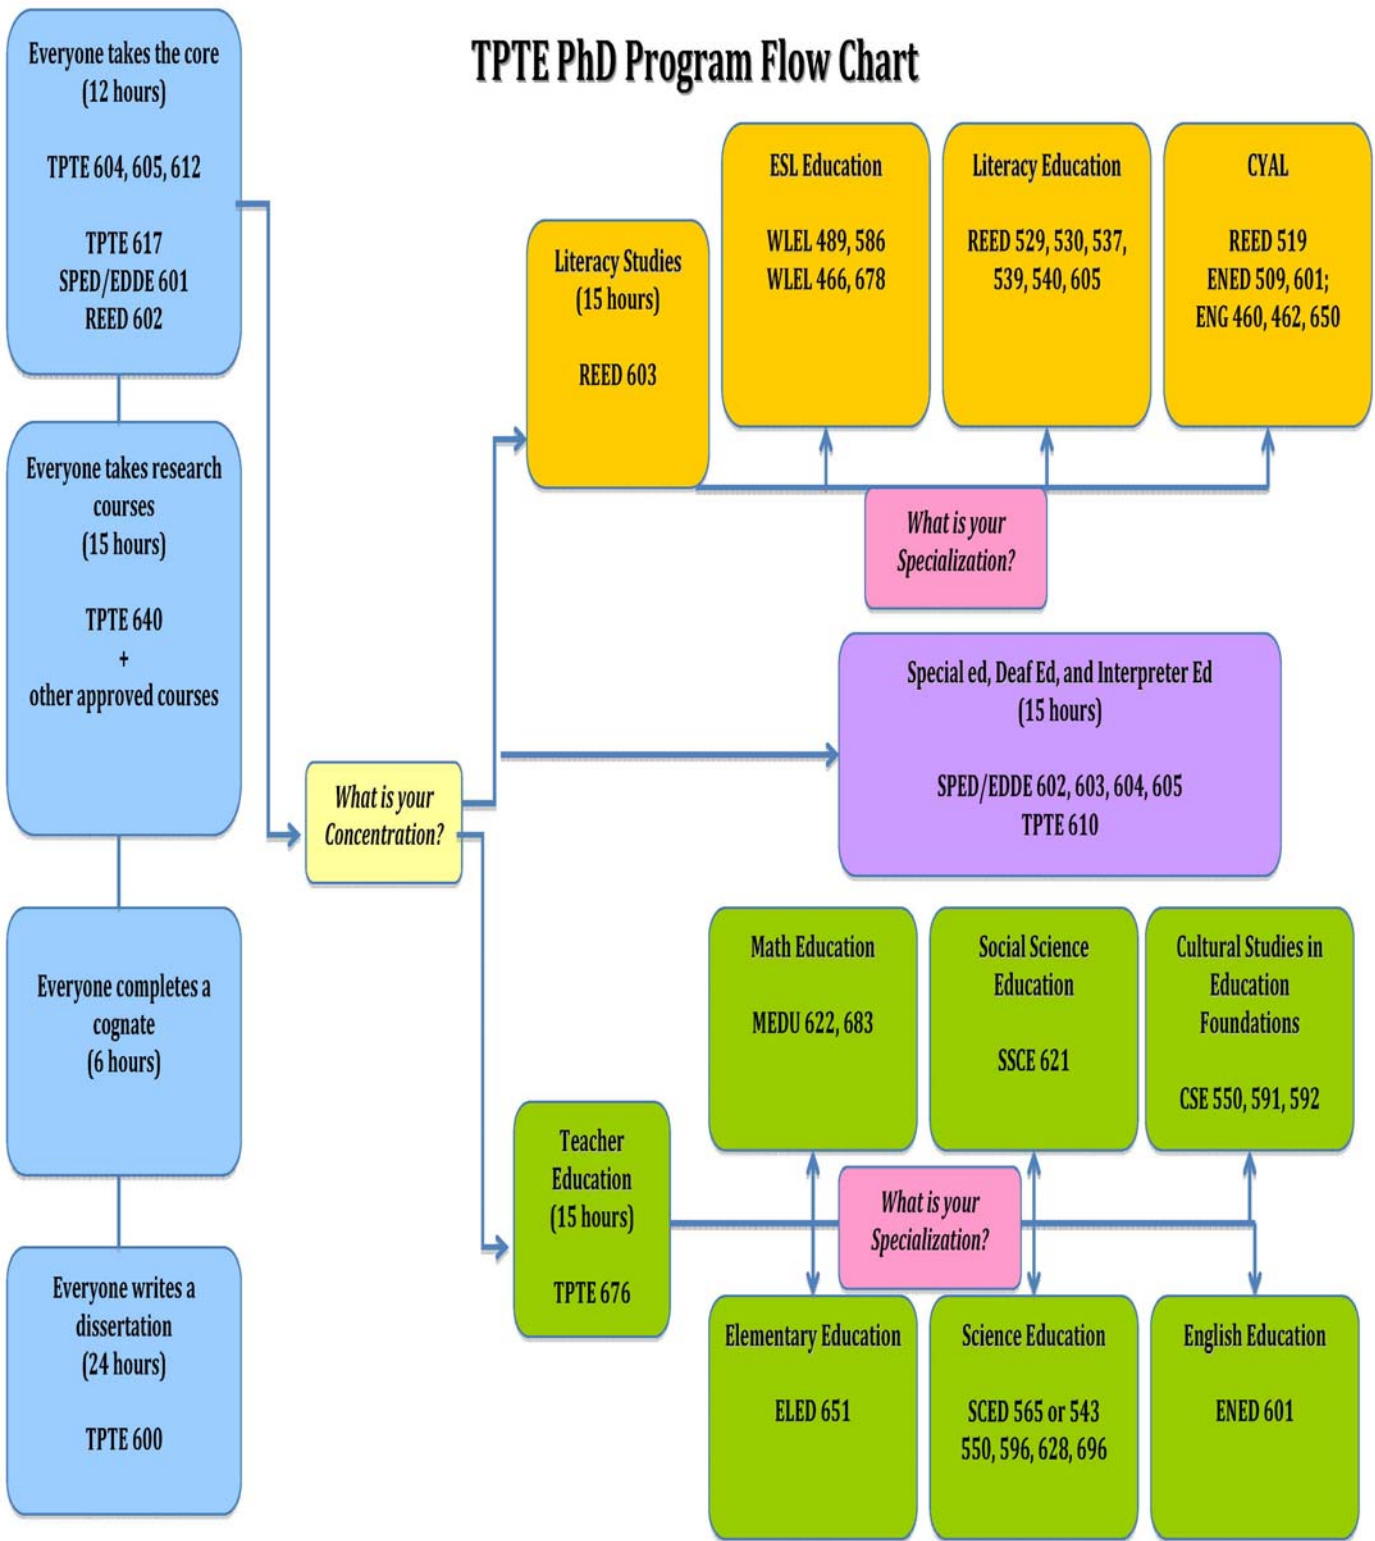 TPTE PhD Program Flow Chart
Everyone takes the core
(12 hours)
TPTE 604, 605, 612
TPTE 617
SPED/EDDE 601
REED 602
Everyone takes research
courses
(15 hours)
TPTE 640
+
other approved courses
Everyone completes a
cognate
(6 hours)
Everyone writes a
dissertation
(24 hours)
TPTE 600
What is your
Concentration?
Literacy Studies
(15 hours)
REED 603
ESL Education
WLEL 489, 586
WLEL 466, 678
Literacy Education
REED 529, 530, 537,
539, 540, 605
CYAL
REED 519
ENED 509, 601;
ENG 460, 462, 650
What is your
Specialization?
Special ed, Deaf Ed, and Interpreter Ed
(15 hours)
SPED/EDDE 602, 603, 604, 605
TPTE 610
Teacher
Education
(15 hours)
TPTE 676
Math Education
MEDU 622, 683
Social Science
Education
SSCE 621
Cultural Studies in
Education
Foundations
CSE 550, 591, 592
What is your
Specialization?
Elementary Education
ELED 651
Science Education
SCED 565 or 543
550, 596, 628, 696
English Education
ENED 601